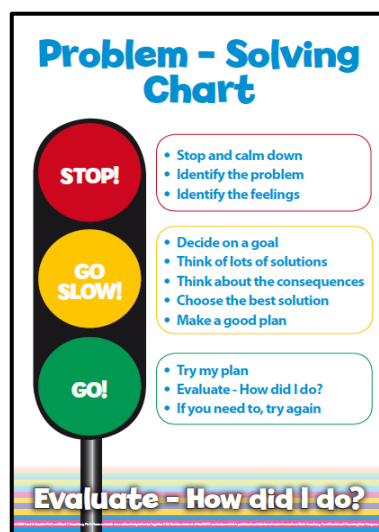 Problem - Solving
Chart
STOP!
• Stop and calm down
• Identify the problem
• Identify the feelings
GO
SLOW!
• Decide on a goal
• Think of lots of solutions
• Think about the consequences
• Choose the best solution
• Make a good plan
GO!
• Try my plan
• Evaluate - How did I do?
• If you need to, try again
Evaluate - How did I do?